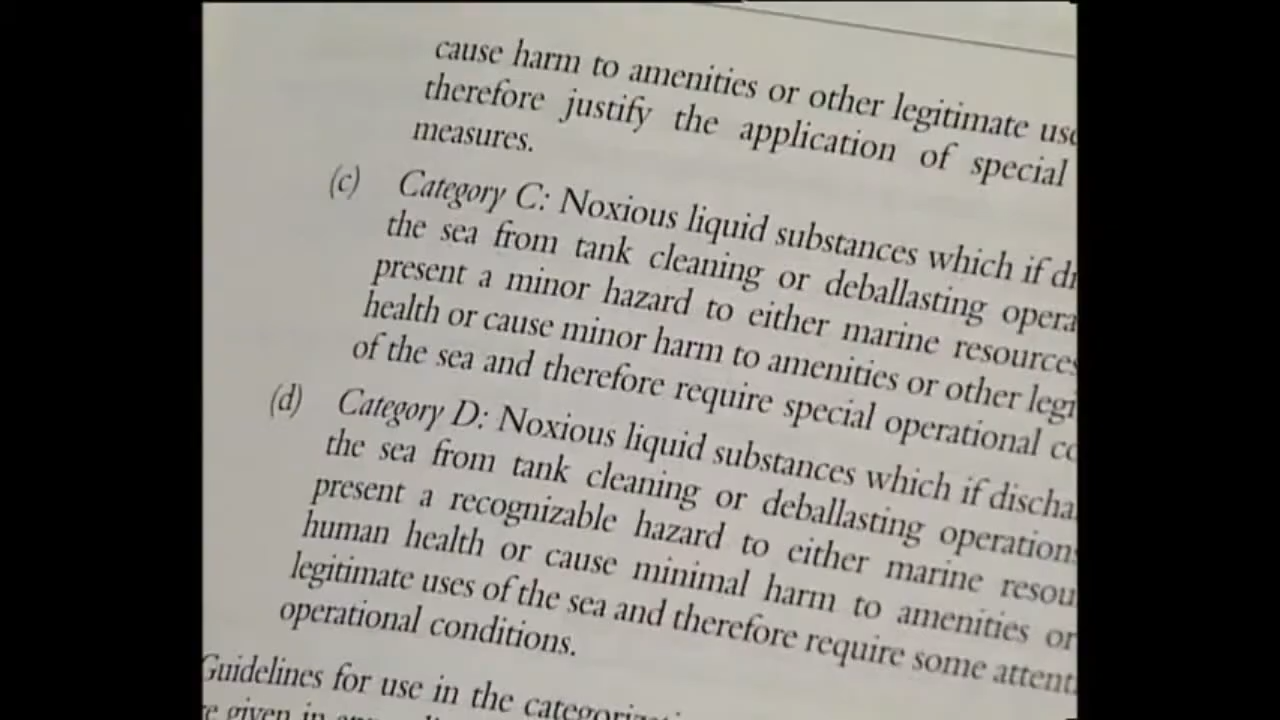 cause harm to amenities or other legitimate
therefore justify the application of special
measures.
(c) Category C: Noxious liquid substances which if
the sea from tank cleaning or deballasting
present a minor hazard to either marine resources
health or cause minor harm to amenities or other
of the sea and therefore require special operational
(d) Category D: Noxious liquid substances which if
the sea from tank cleaning or deballasting operations
present a recognizable hazard to either marine
human health or cause minimal harm to amenities or
legitimate uses of the sea and therefore require some
operational conditions.
Guidelines for use in the
given in